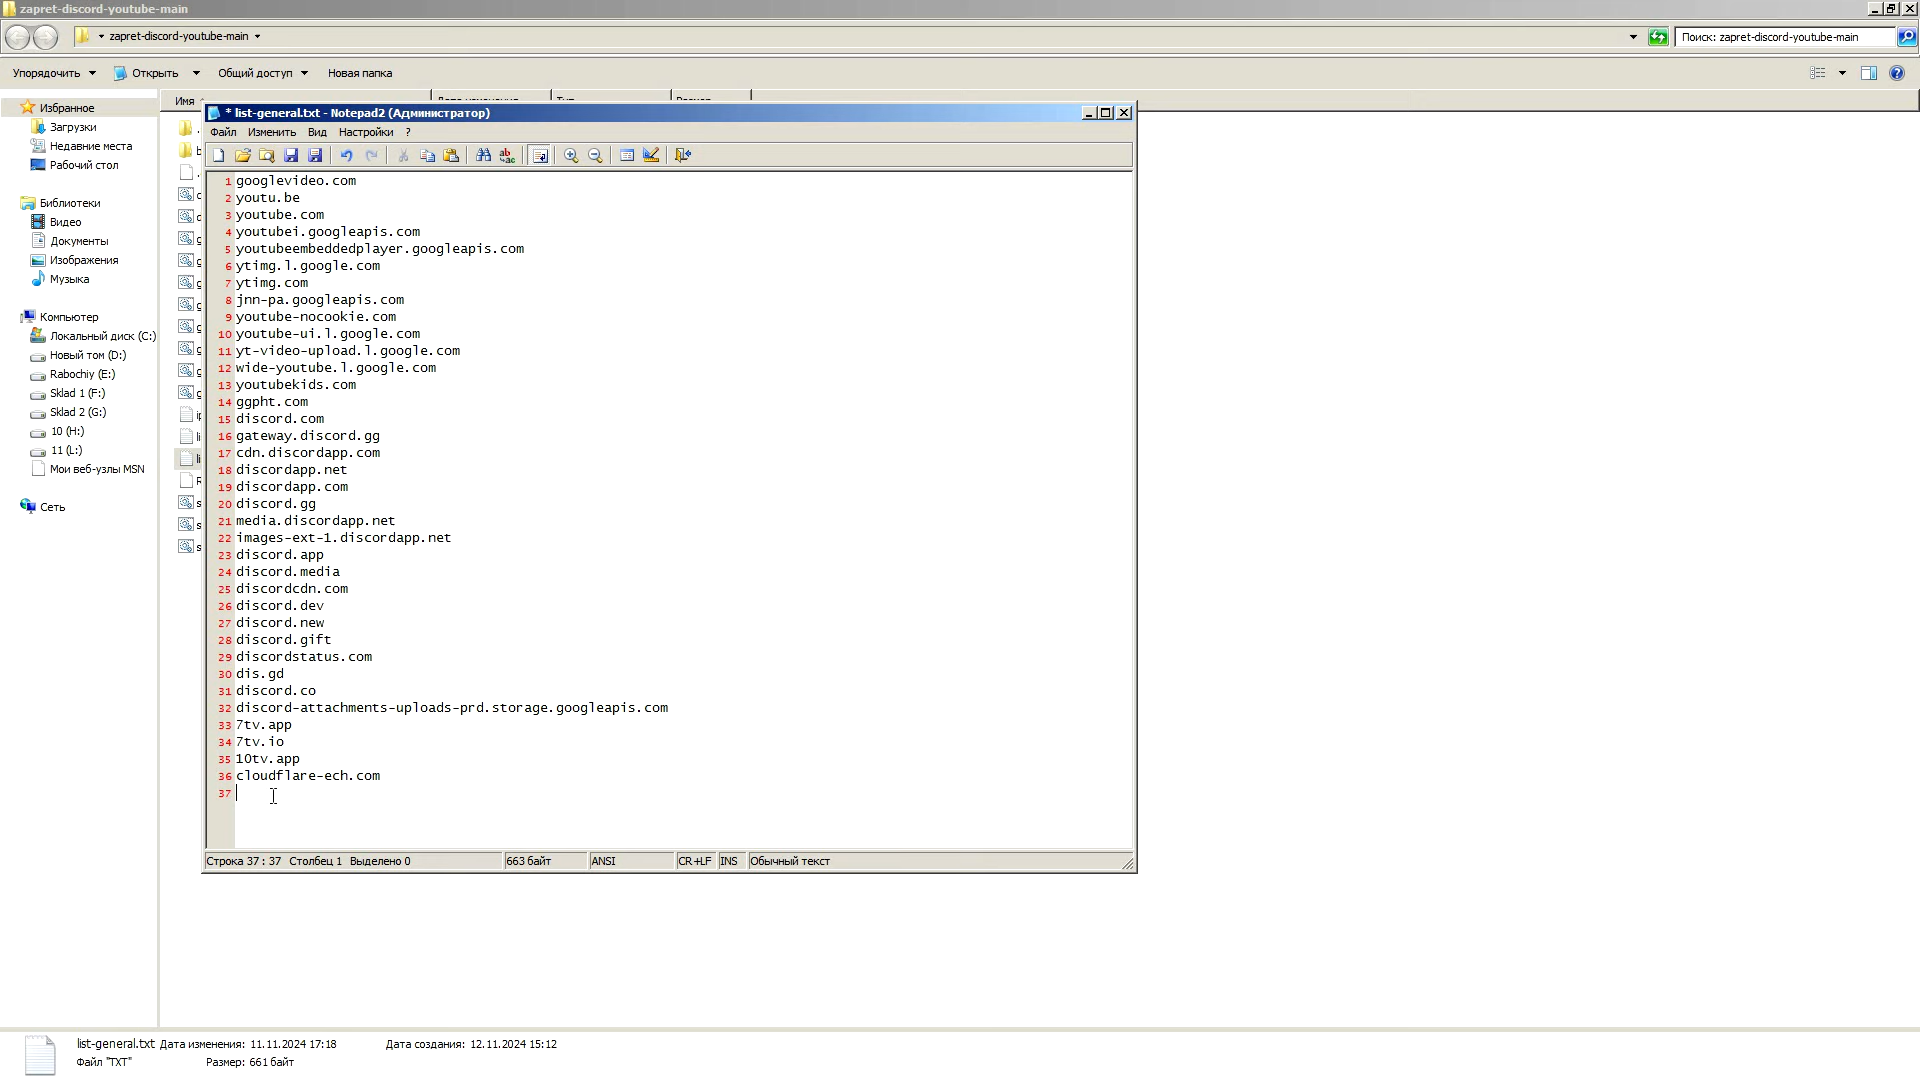 zapret-discord-youtube-main
zapret-discord-youtube-main
Поиск: zapret-discord-youtube-main
Упорядочить
Открыть
Общий доступ
Новая папка
Избранное
Загрузки
Недавние места
Рабочий стол
Библиотеки
Видео
Документы
Изображения
Музыка
Компьютер
Локальный диск (C:)
Новый том (D:)
Rabochiy (E:)
Sklad 1 (F:)
Sklad 2 (G:)
10 (H:)
11 (L:)
Мои веб-узлы MSN
Сеть
Имя
* list-general.txt - Notepad2 (Администратор)
Файл Изменить Вид Настройки ?
1 googlevideo.com
2 youtu.be
3 youtube.com
4 youtubei.googleapis.com
5 youtubeembeddedplayer.googleapis.com
6 ytimg.l.google.com
7 ytimg.com
8 jnn-pa.googleapis.com
9 youtube-nocookie.com
10 youtube-ui.l.google.com
11 yt-video-upload.l.google.com
12 wide-youtube.l.google.com
13 youtubekids.com
14 ggpht.com
15 discord.com
16 gateway.discord.gg
17 cdn.discordapp.com
18 discordapp.net
19 discordapp.com
20 discord.gg
21 media.discordapp.net
22 images-ext-1.discordapp.net
23 discord.app
24 discord.media
25 discordcdn.com
26 discord.dev
27 discord.new
28 discord.gift
29 discordstatus.com
30 dis.gd
31 discord.co
32 discord-attachments-uploads-prd.storage.googleapis.com
33 7tv.app
34 7tv.io
35 10tv.app
36 cloudflare-ech.com
37
Строка 37 : 37 Столбец 1 Выделено 0 663 байт ANSI CR+LF INS Обычный текст
list-general.txt Дата изменения: 11.11.2024 17:18 Дата создания: 12.11.2024 15:12
Файл "TXT" Размер: 661 байт